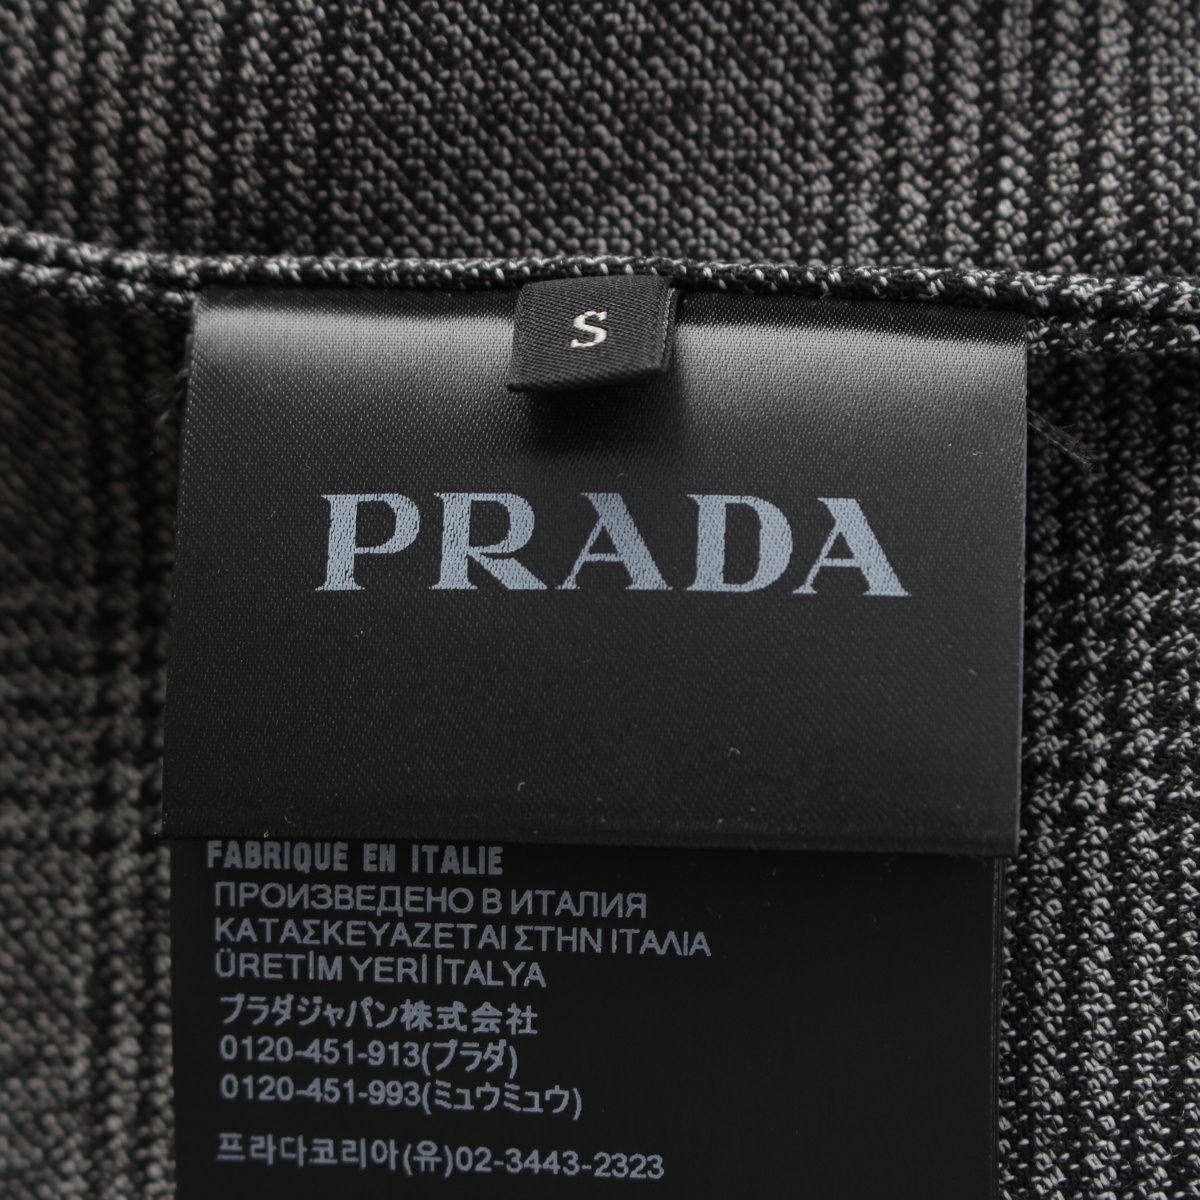 S
PRADA
FABRIQUE EN ITALIE
ПРОИЗВЕДЕНО В ИТАЛИЯ
ΚΑΤΑΣΚΕΥΑΖΕΤΑΙ ΣΤΗΝ ΙΤΑΛΙΑ
ÜRETİM YERİ İTALYA
プラダジャパン株式会社
0120-451-913(プラダ)
0120-451-993(ミュウミュウ)
프라다코리아(유)02-3443-2323